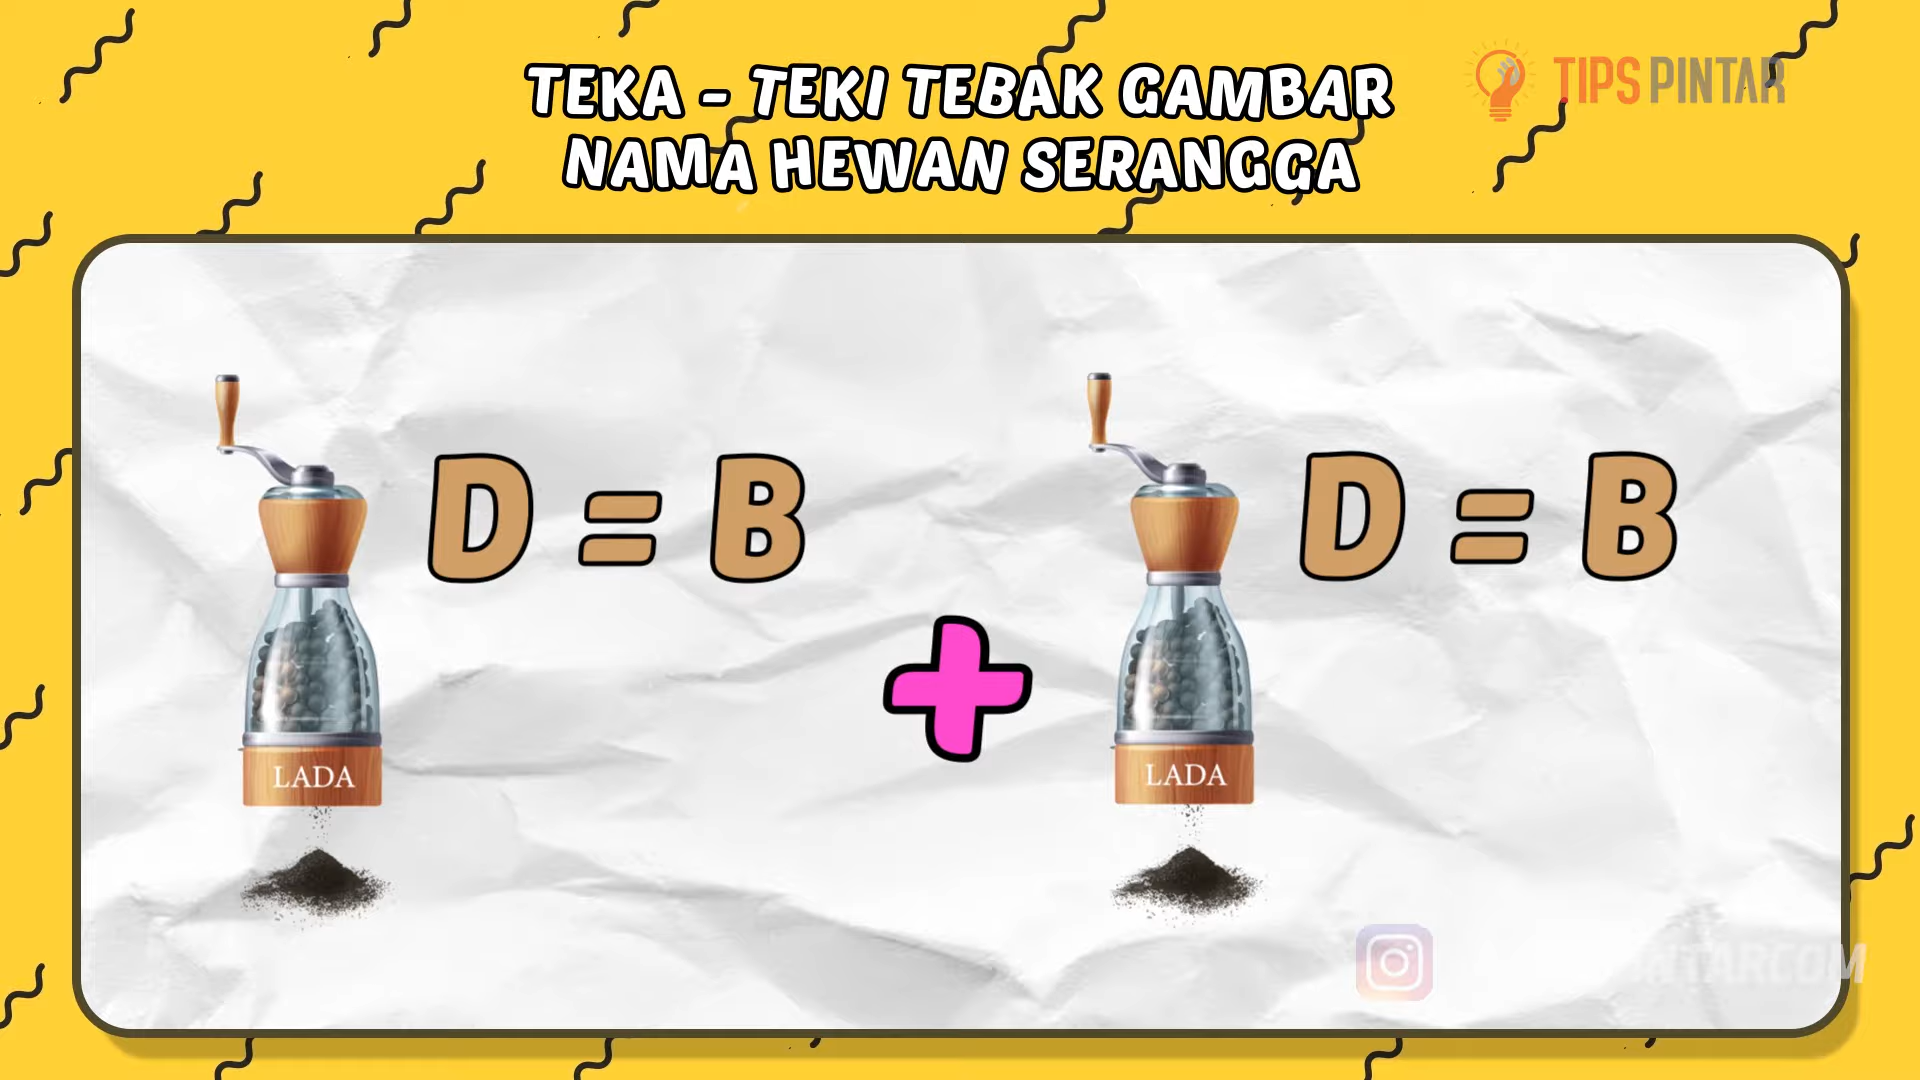 TEKA - TEKI TEBAK GAMBAR
NAMA HEWAN SERANGGA
TIPS PINTAR
D = B
+
D = B
LADA
LADA